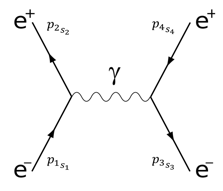 e⁺ p₂ₛ₂ p₄ₛ₄ e⁺
γ
e⁻ p₁ₛ₁ p₃ₛ₃ e⁻